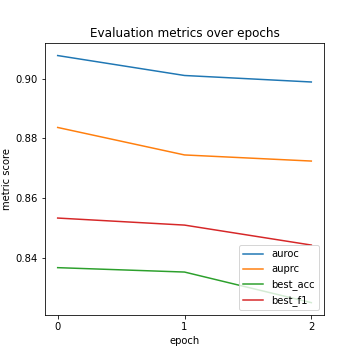 Evaluation metrics over epochs
metric score
0.90
0.88
0.86
0.84
auroc
auprc
best_acc
best_f1
0 1 2
epoch